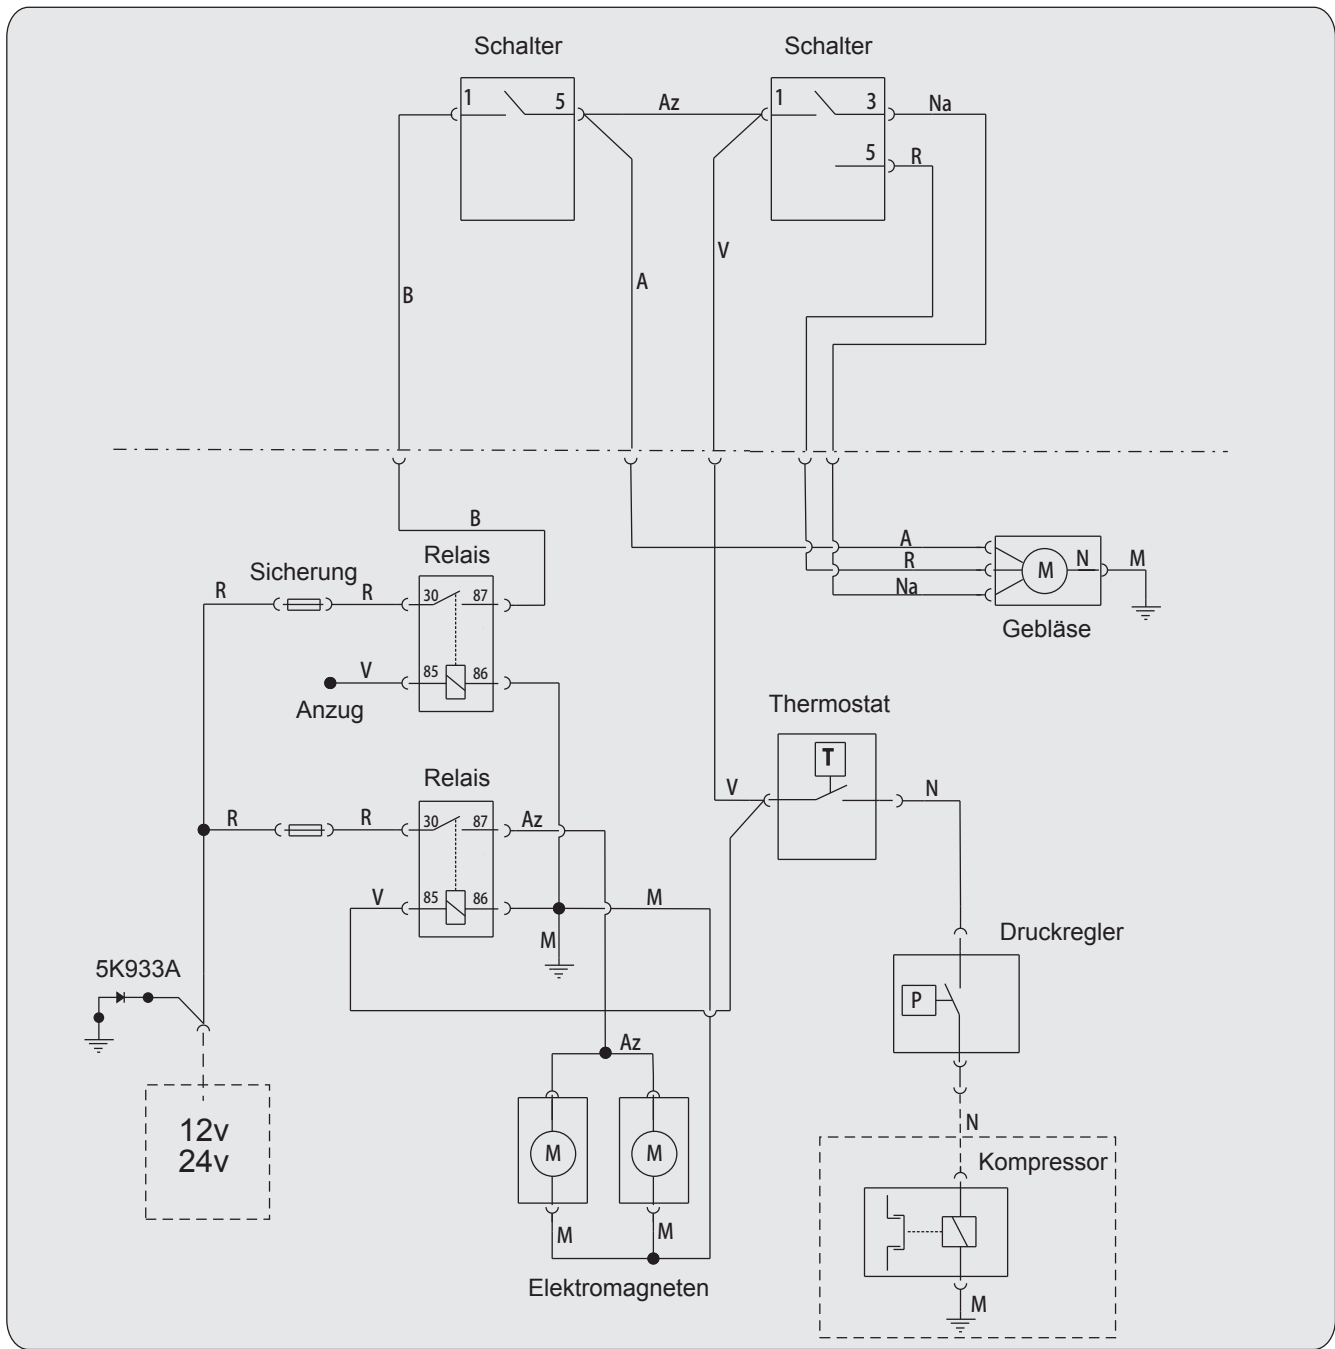 Schalter Schalter
1 5 Az 1 3 Na
5 R
V
A
B
B
Relais
A
Sicherung
R
N M
M
R R 30 87
Na
Gebläse
V 85 86
Anzug
Thermostat
T
Relais
V N
R R 30 87 Az
V 85 86 M
Druckregler
M
5K933A
P
Az
12v
24v
N
M M
Kompressor
M M
Elektromagneten
M